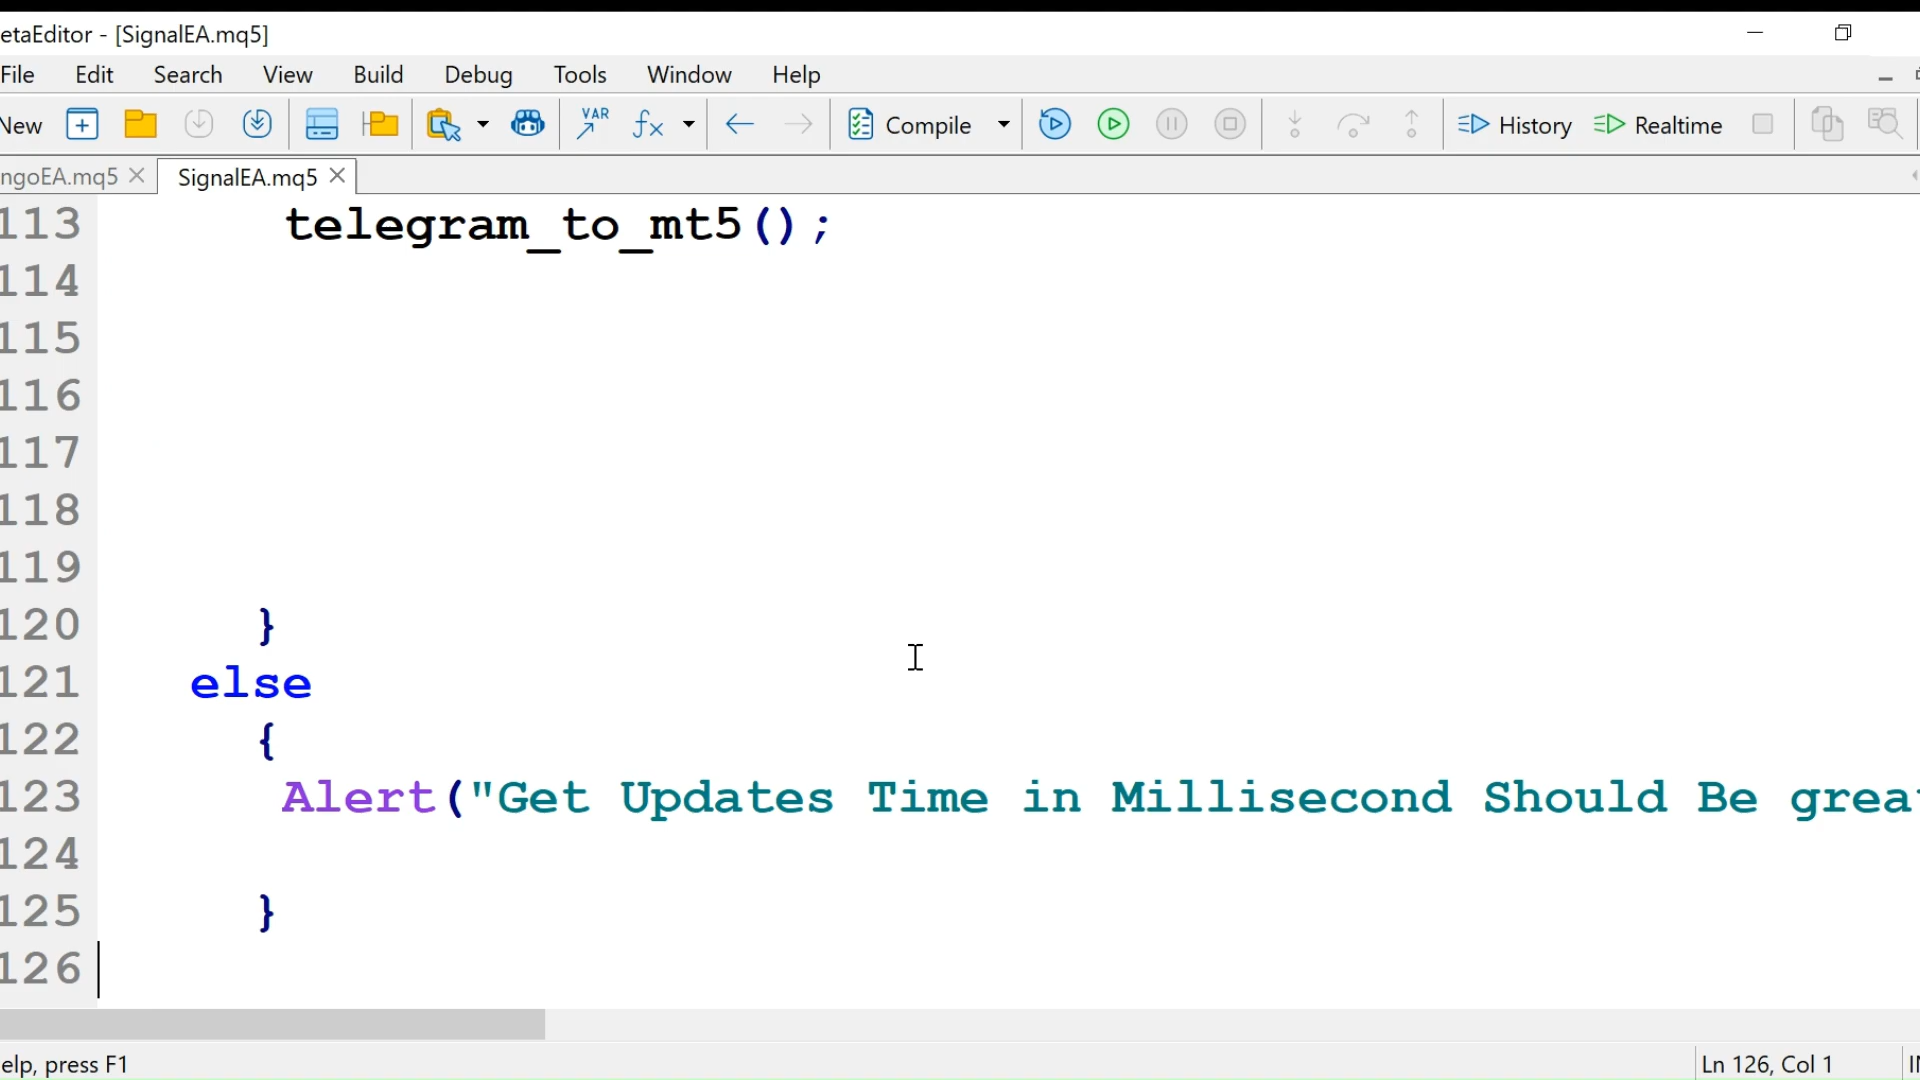 etaEditor - [SignalEA.mq5]
File Edit Search View Build Debug Tools Window Help
New VAR fx Compile History Realtime
ngoEA.mq5 SignalEA.mq5
113 telegram_to_mt5();
114
115
116
117
118
119
120 }
121 else
122 {
123 Alert("Get Updates Time in Millisecond Should Be grea
124
125 }
126
elp, press F1 Ln 126, Col 1